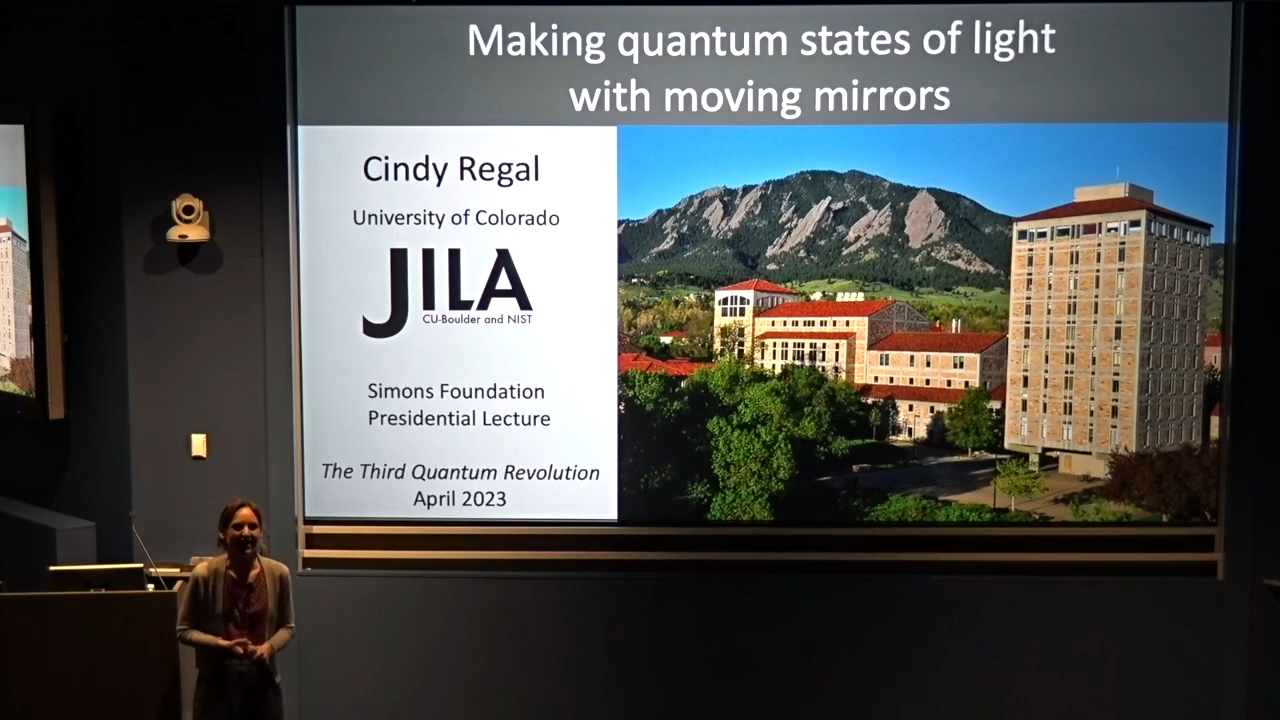 Making quantum states of light
with moving mirrors
Cindy Regal
University of Colorado
JILA
CU-Boulder and NIST
Simons Foundation
Presidential Lecture
The Third Quantum Revolution
April 2023